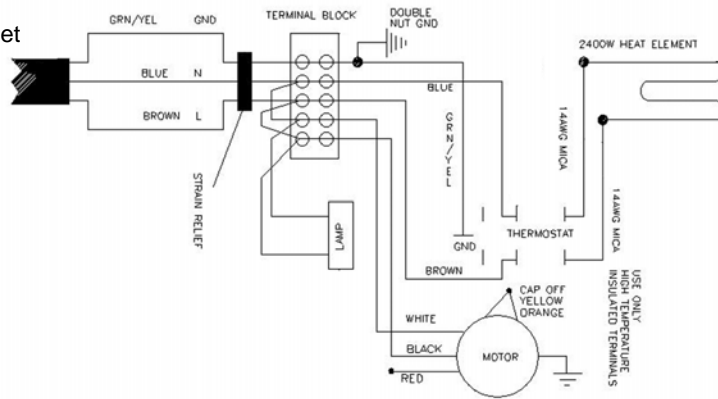 et
GRN/YEL GND
BLUE N
BROWN L
STRAIN RELIEF
TERMINAL BLOCK
DOUBLE
NUT GND
BLUE
GRN/YEL
GND
LAMP
BROWN
WHITE
BLACK
RED
CAP OFF
YELLOW
ORANGE
MOTOR
THERMOSTAT
2400W HEAT ELEMENT
14AWG MICA
14AWG MICA
USE ONLY
HIGH TEMPERATURE
INSULATED TERMINALS